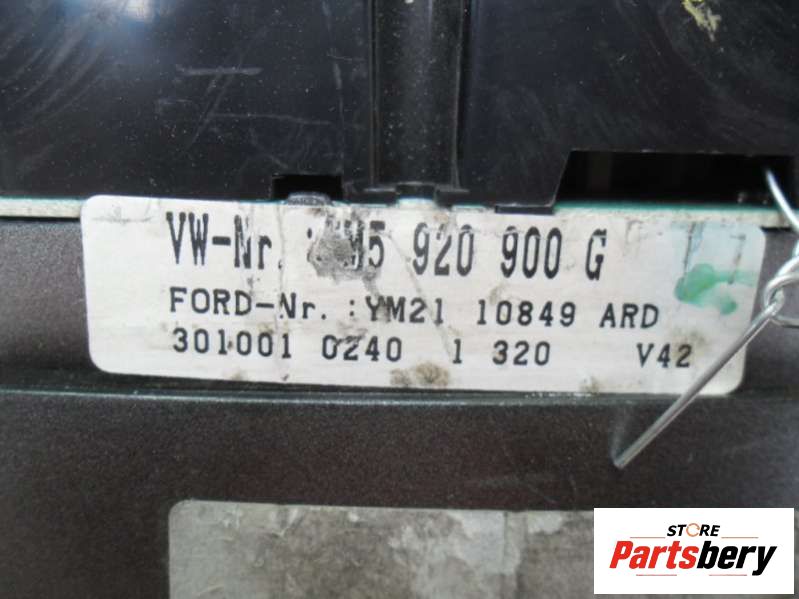 VW-Nr. : 920 900 G
FORD-Nr. :YM21 10849 ARD
301001 0240 1 320 V42
STORE
Partsbery